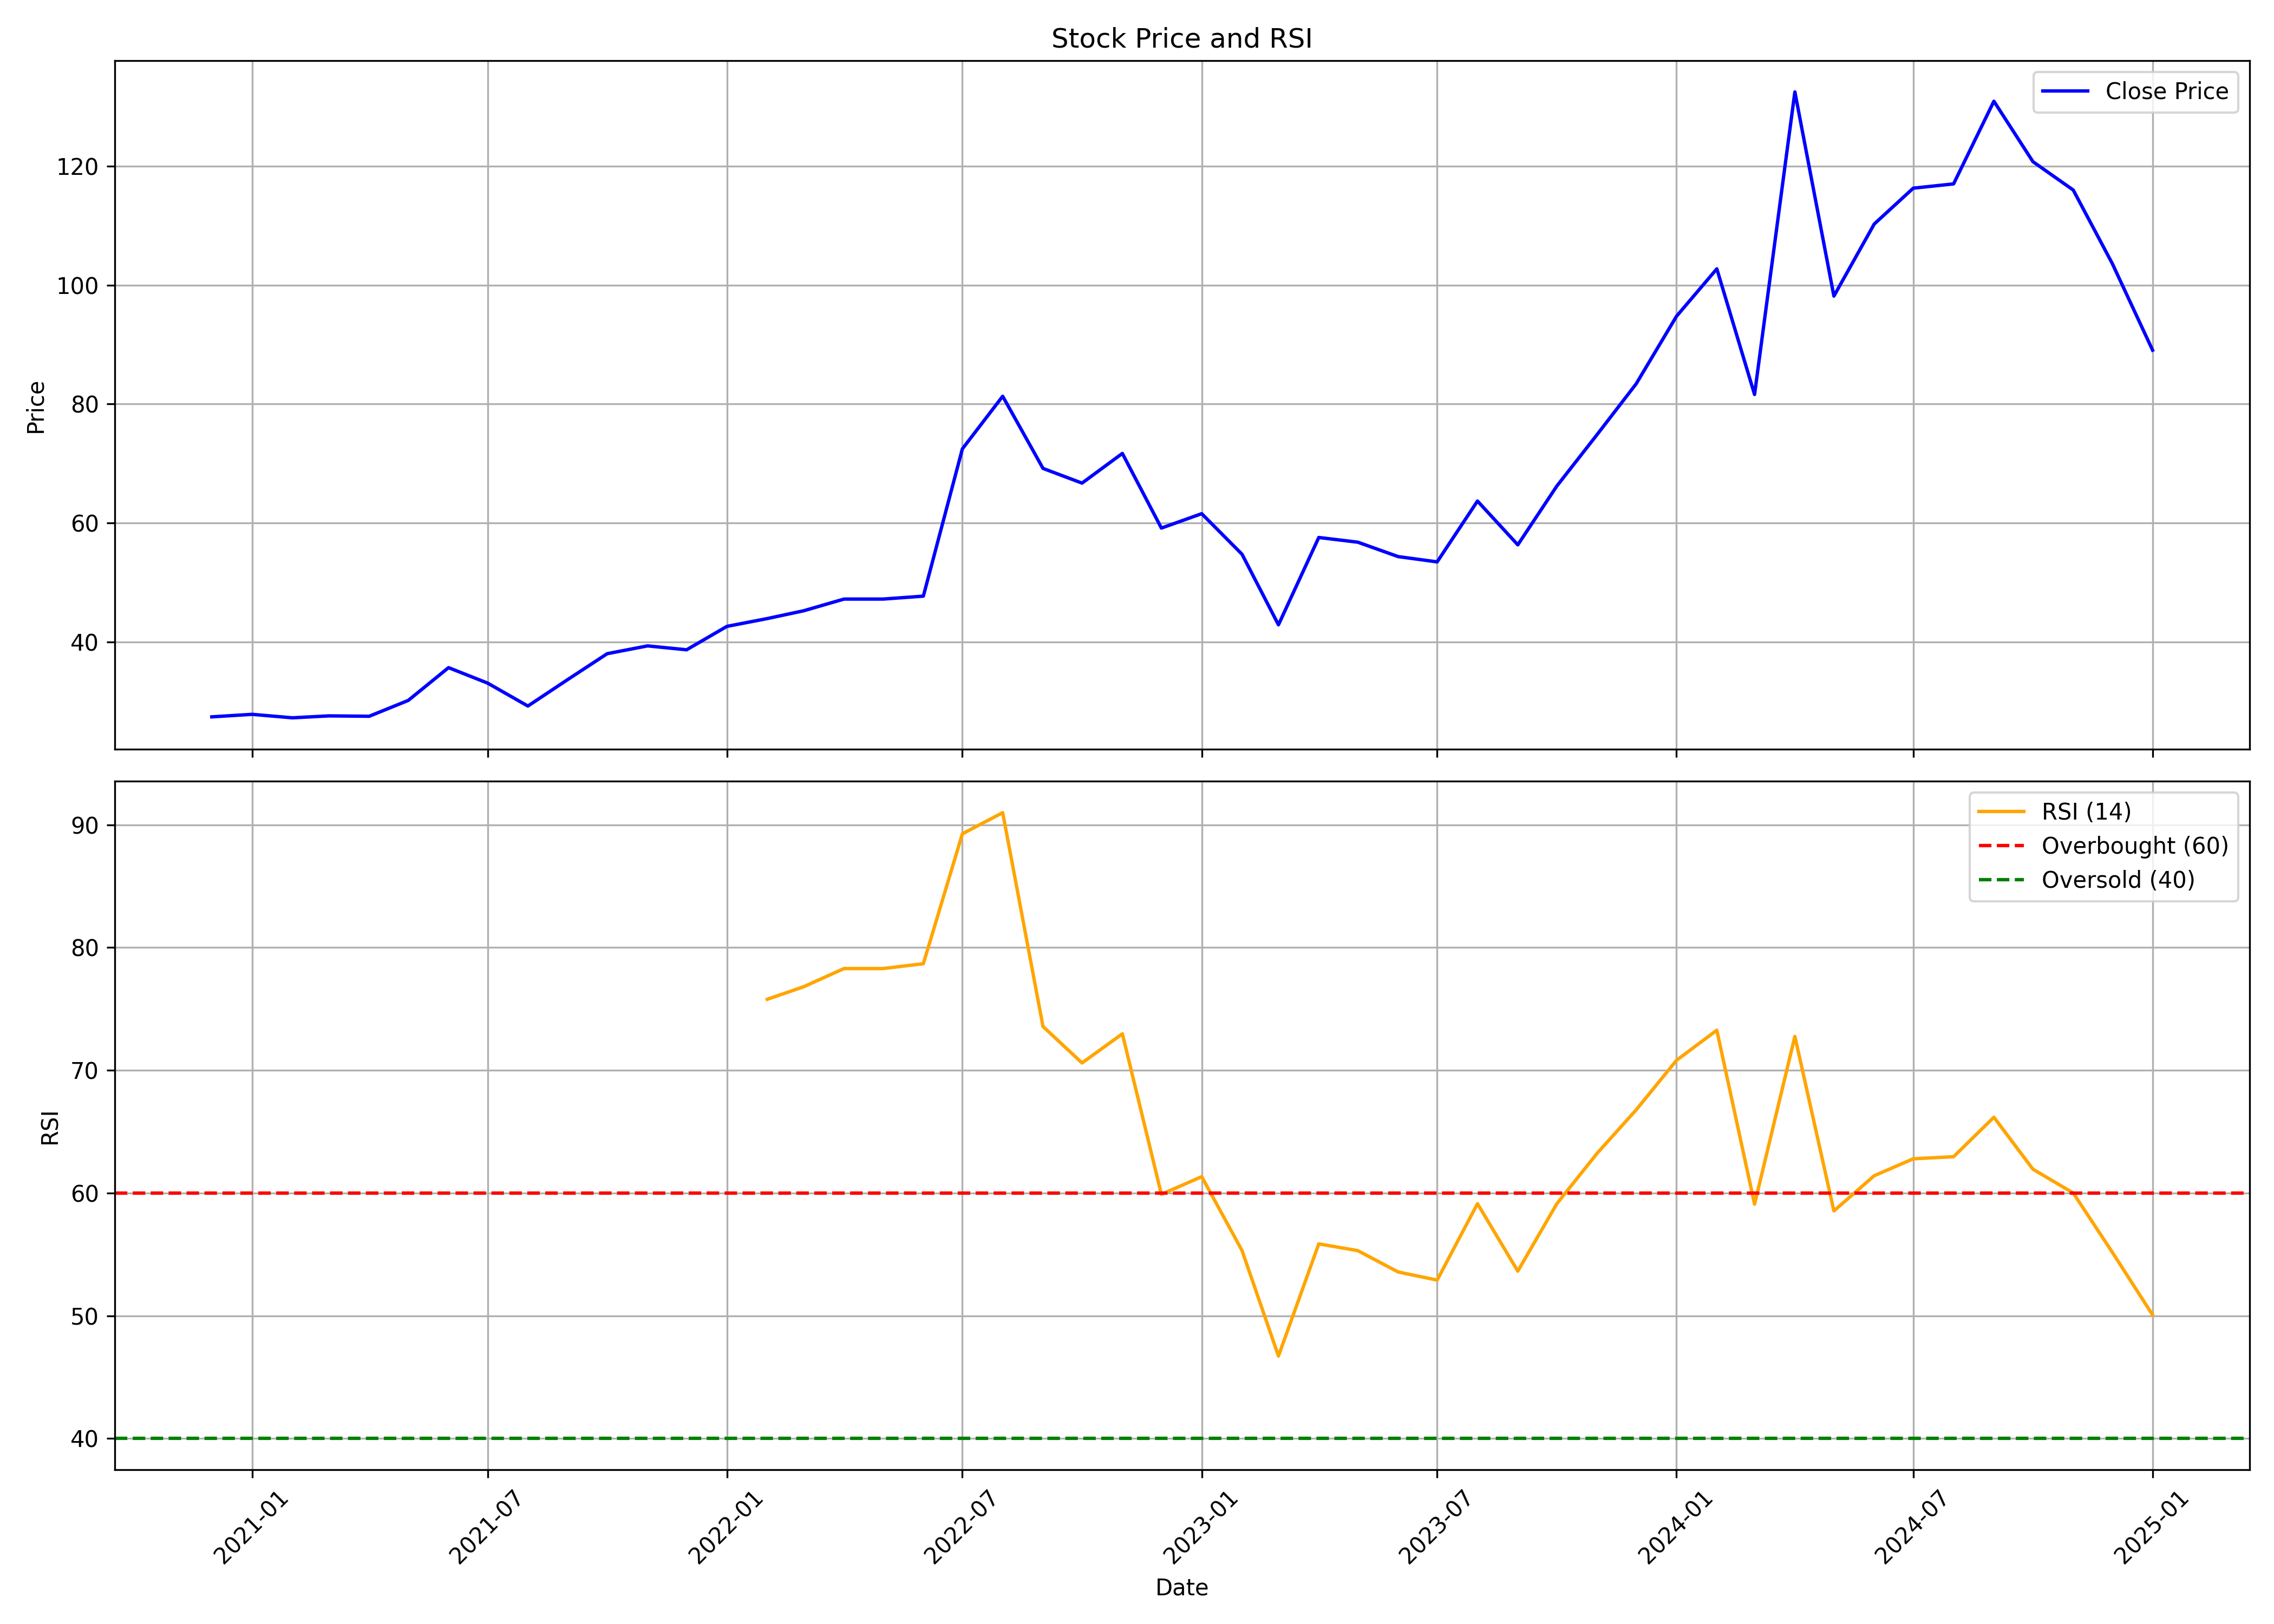 Stock Price and RSI
Close Price
120
100
80
60
40
Price
RSI (14)
Overbought (60)
Oversold (40)
90
80
70
60
50
40
RSI
2021-01
2021-07
2022-01
2022-07
2023-01
2023-07
2024-01
2024-07
2025-01
Date